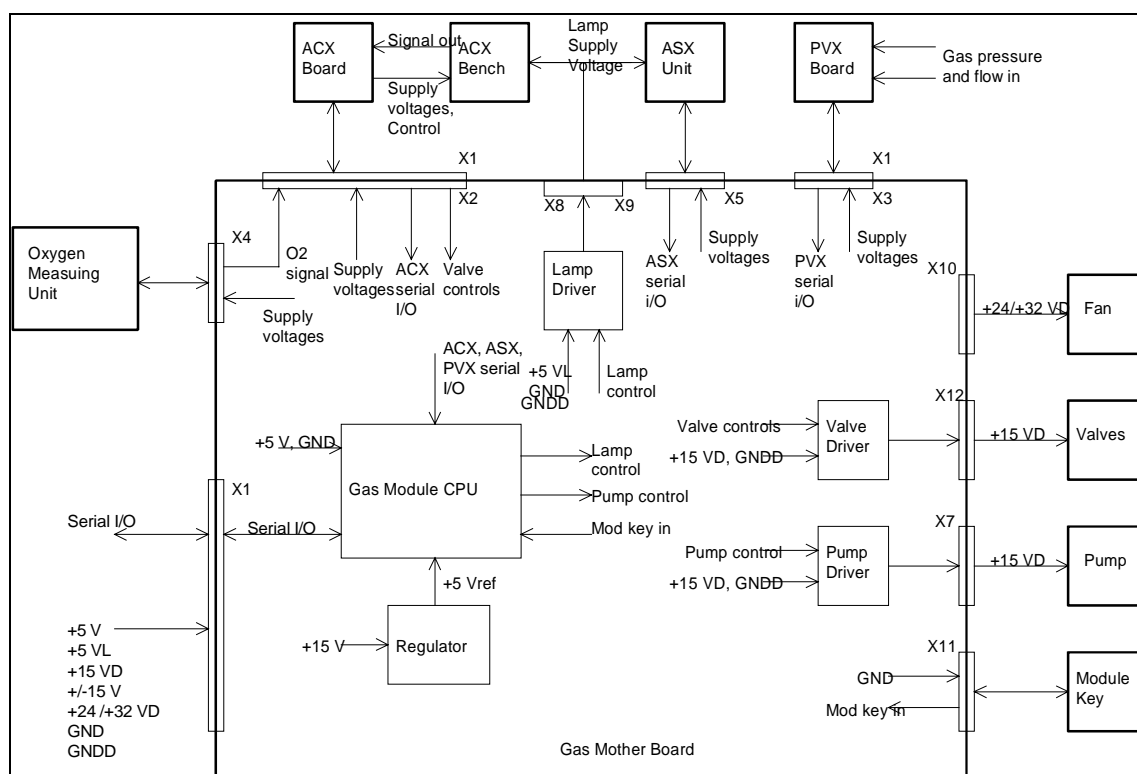 ACX
Board
Signal out
Supply
voltages,
Control
ACX
Bench
Lamp
Supply
Voltage
ASX
Unit
PVX
Board
Gas pressure
and flow in
X1
X2
X8
X9
X5
X1
X3
Oxygen
Measuring
Unit
X4
O2
signal
Supply
voltages
Supply
voltages
ACX
serial
I/O
Valve
controls
Lamp
Driver
ASX
serial
i/O
Supply
voltages
PVX
serial
i/O
Supply
voltages
X10
+24/+32 VD
Fan
ACX, ASX,
PVX serial
I/O
+5 VL
GND
GNDD
Lamp
control
X12
Valve controls
+15 VD, GNDD
Valve
Driver
+15 VD
Valves
+5 V, GND
Gas Module CPU
Lamp
control
Pump control
Mod key in
X1
Serial I/O
Serial I/O
X7
Pump control
+15 VD, GNDD
Pump
Driver
+15 VD
Pump
+5 Vref
+15 V
Regulator
+5 V
+5 VL
+15 VD
+/-15 V
+24 /+32 VD
GND
GNDD
X11
GND
Mod key in
Module
Key
Gas Mother Board